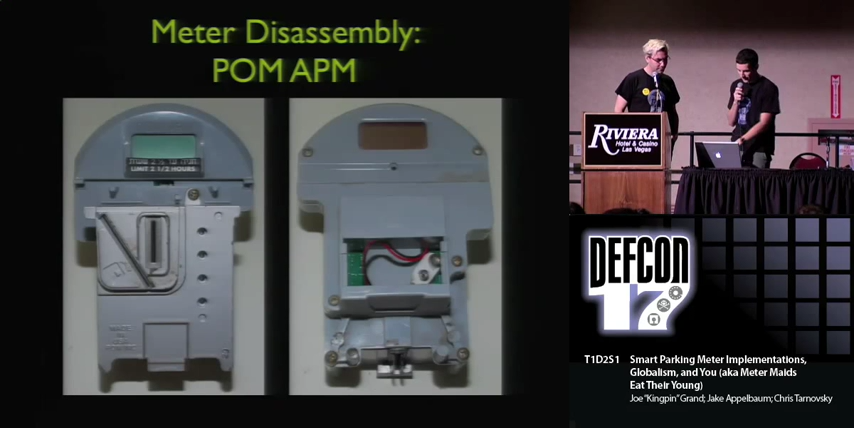 Meter Disassembly:
POM APM
LIMIT 2 1/2 HOURS
RIVIERA
Hotel & Casino
Las Vegas
DEFCON
17
T1D2S1 Smart Parking Meter Implementations,
Globalism, and You (aka Meter Maids
Eat Their Young)
Joe "Kingpin" Grand; Jake Appelbaum; Chris Tarnovsky